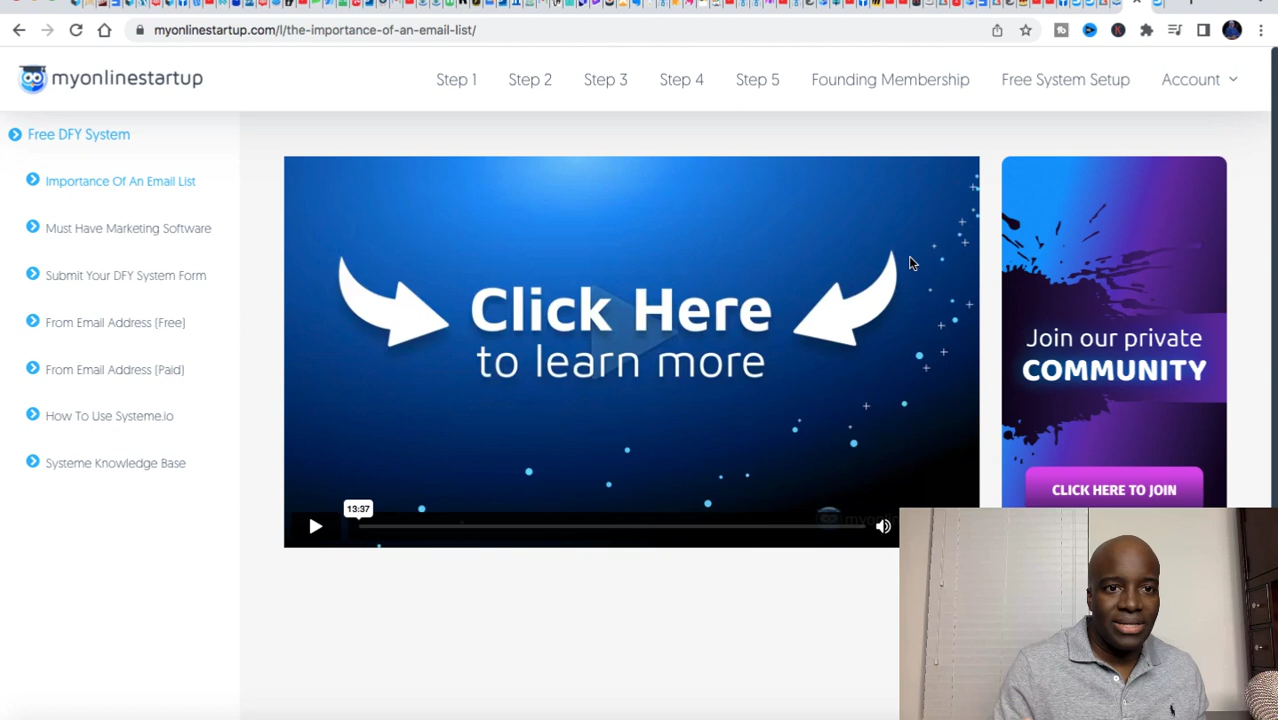 myonlinestartup.com/l/the-importance-of-an-email-list/
myonlinestartup
Step 1
Step 2
Step 3
Step 4
Step 5
Founding Membership
Free System Setup
Account
Free DFY System
Importance Of An Email List
Must Have Marketing Software
Submit Your DFY System Form
From Email Address (Free)
From Email Address (Paid)
How To Use Systeme.io
Systeme Knowledge Base
Click Here
to learn more
13:37
Join our private
COMMUNITY
CLICK HERE TO JOIN